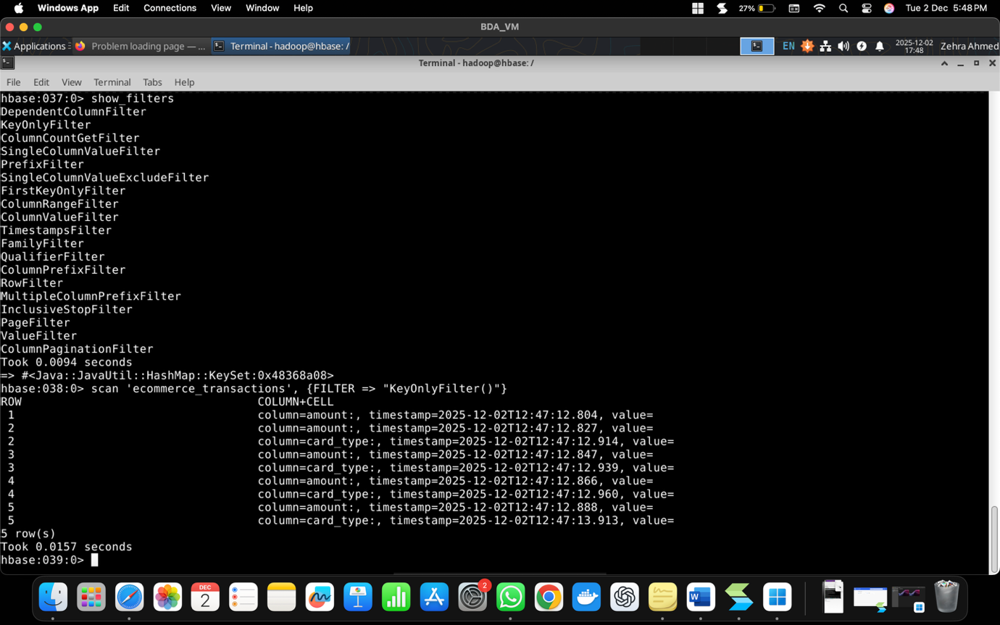 Windows App Edit Connections View Window Help 27% Tue 2 Dec 5:48 PM
BDA_VM
Applications Problem loading page — ... Terminal - hadoop@hbase: / EN 2025-12-02 17:48 Zehra Ahmed
Terminal - hadoop@hbase: /
File Edit View Terminal Tabs Help
hbase:037:0> show_filters
DependentColumnFilter
KeyOnlyFilter
ColumnCountGetFilter
SingleColumnValueFilter
PrefixFilter
SingleColumnValueExcludeFilter
FirstKeyOnlyFilter
ColumnRangeFilter
ColumnValueFilter
TimestampsFilter
FamilyFilter
QualifierFilter
ColumnPrefixFilter
RowFilter
MultipleColumnPrefixFilter
InclusiveStopFilter
PageFilter
ValueFilter
ColumnPaginationFilter
Took 0.0094 seconds
=> #<Java::JavaUtil::HashMap::KeySet:0x48368a08>
hbase:038:0> scan 'ecommerce_transactions', {FILTER => "KeyOnlyFilter()"}
ROW COLUMN+CELL
1 column=amount:, timestamp=2025-12-02T12:47:12.804, value=
2 column=amount:, timestamp=2025-12-02T12:47:12.827, value=
2 column=card_type:, timestamp=2025-12-02T12:47:12.914, value=
3 column=amount:, timestamp=2025-12-02T12:47:12.847, value=
3 column=card_type:, timestamp=2025-12-02T12:47:12.939, value=
4 column=amount:, timestamp=2025-12-02T12:47:12.866, value=
4 column=card_type:, timestamp=2025-12-02T12:47:12.960, value=
5 column=amount:, timestamp=2025-12-02T12:47:12.888, value=
5 column=card_type:, timestamp=2025-12-02T12:47:13.913, value=
5 row(s)
Took 0.0157 seconds
hbase:039:0>
DEC
2
2